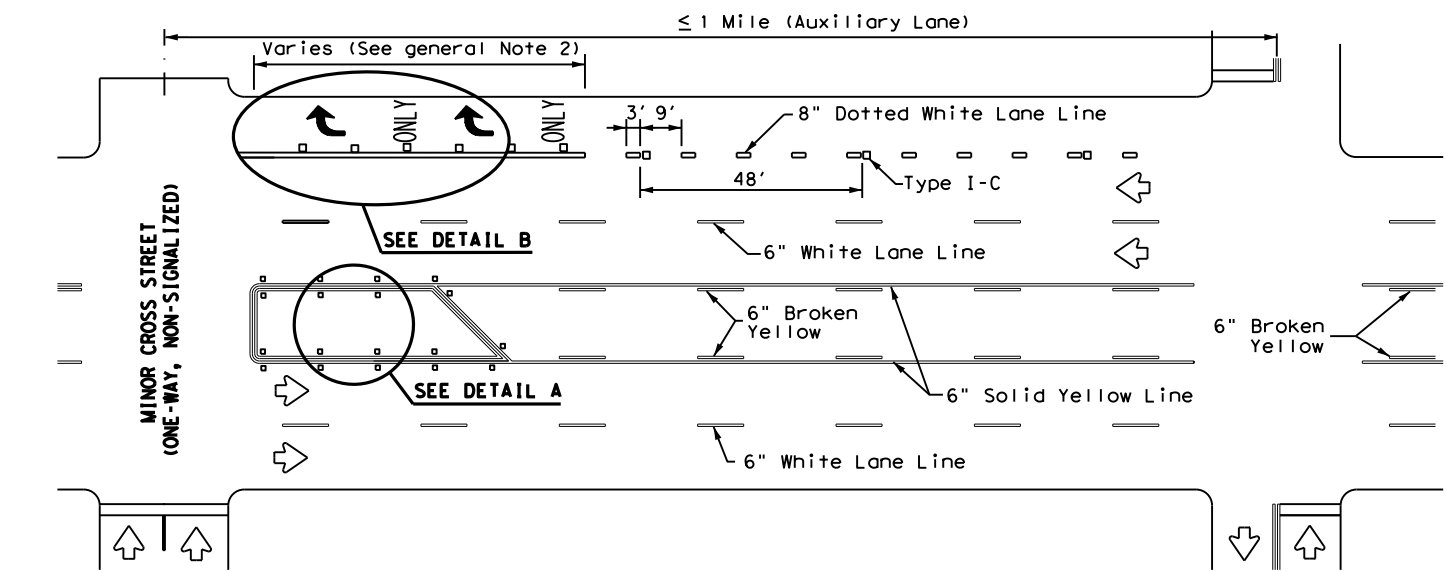 ≤ 1 Mile (Auxiliary Lane)
Varies (See general Note 2)
ONLY
ONLY
3' 9'
8" Dotted White Lane Line
48'
Type I-C
SEE DETAIL B
6" White Lane Line
MINOR CROSS STREET
(ONE-WAY, NON-SIGNALIZED)
6" Broken
Yellow
6" Broken
Yellow
SEE DETAIL A
6" Solid Yellow Line
6" White Lane Line